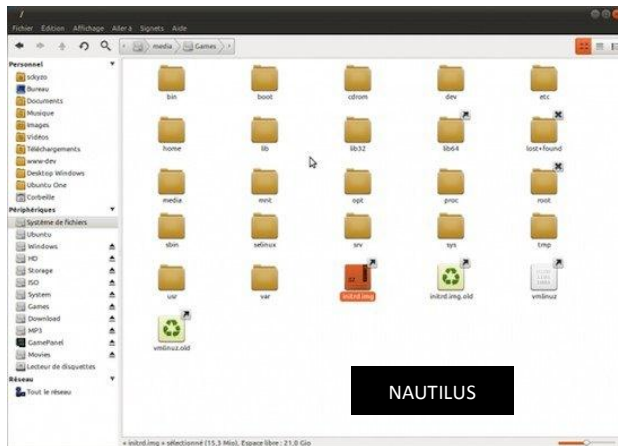 /
Fichier Edition Affichage Aller à Signets Aide
media Games
Personnel
sckyzo
Bureau
Documents
Musique
Images
Vidéos
Téléchargements
www-dev
Desktop Windows
Ubuntu One
Corbeille
Périphériques
Système de fichiers
Ubuntu
Windows
HD
Storage
ISO
System
Games
Download
MP3
GamePanel
Movies
Lecteur de disquettes
Réseau
Tout le réseau
bin boot cdrom dev etc
home lib lib32 lib64 lost+found
media mnt opt proc root
sbin selinux srv sys tmp
usr var initrd.img initrd.img.old vmlinuz
vmlinuz.old
NAUTILUS
« initrd.img » sélectionné (15,3 Mio), Espace libre : 21,0 Gio